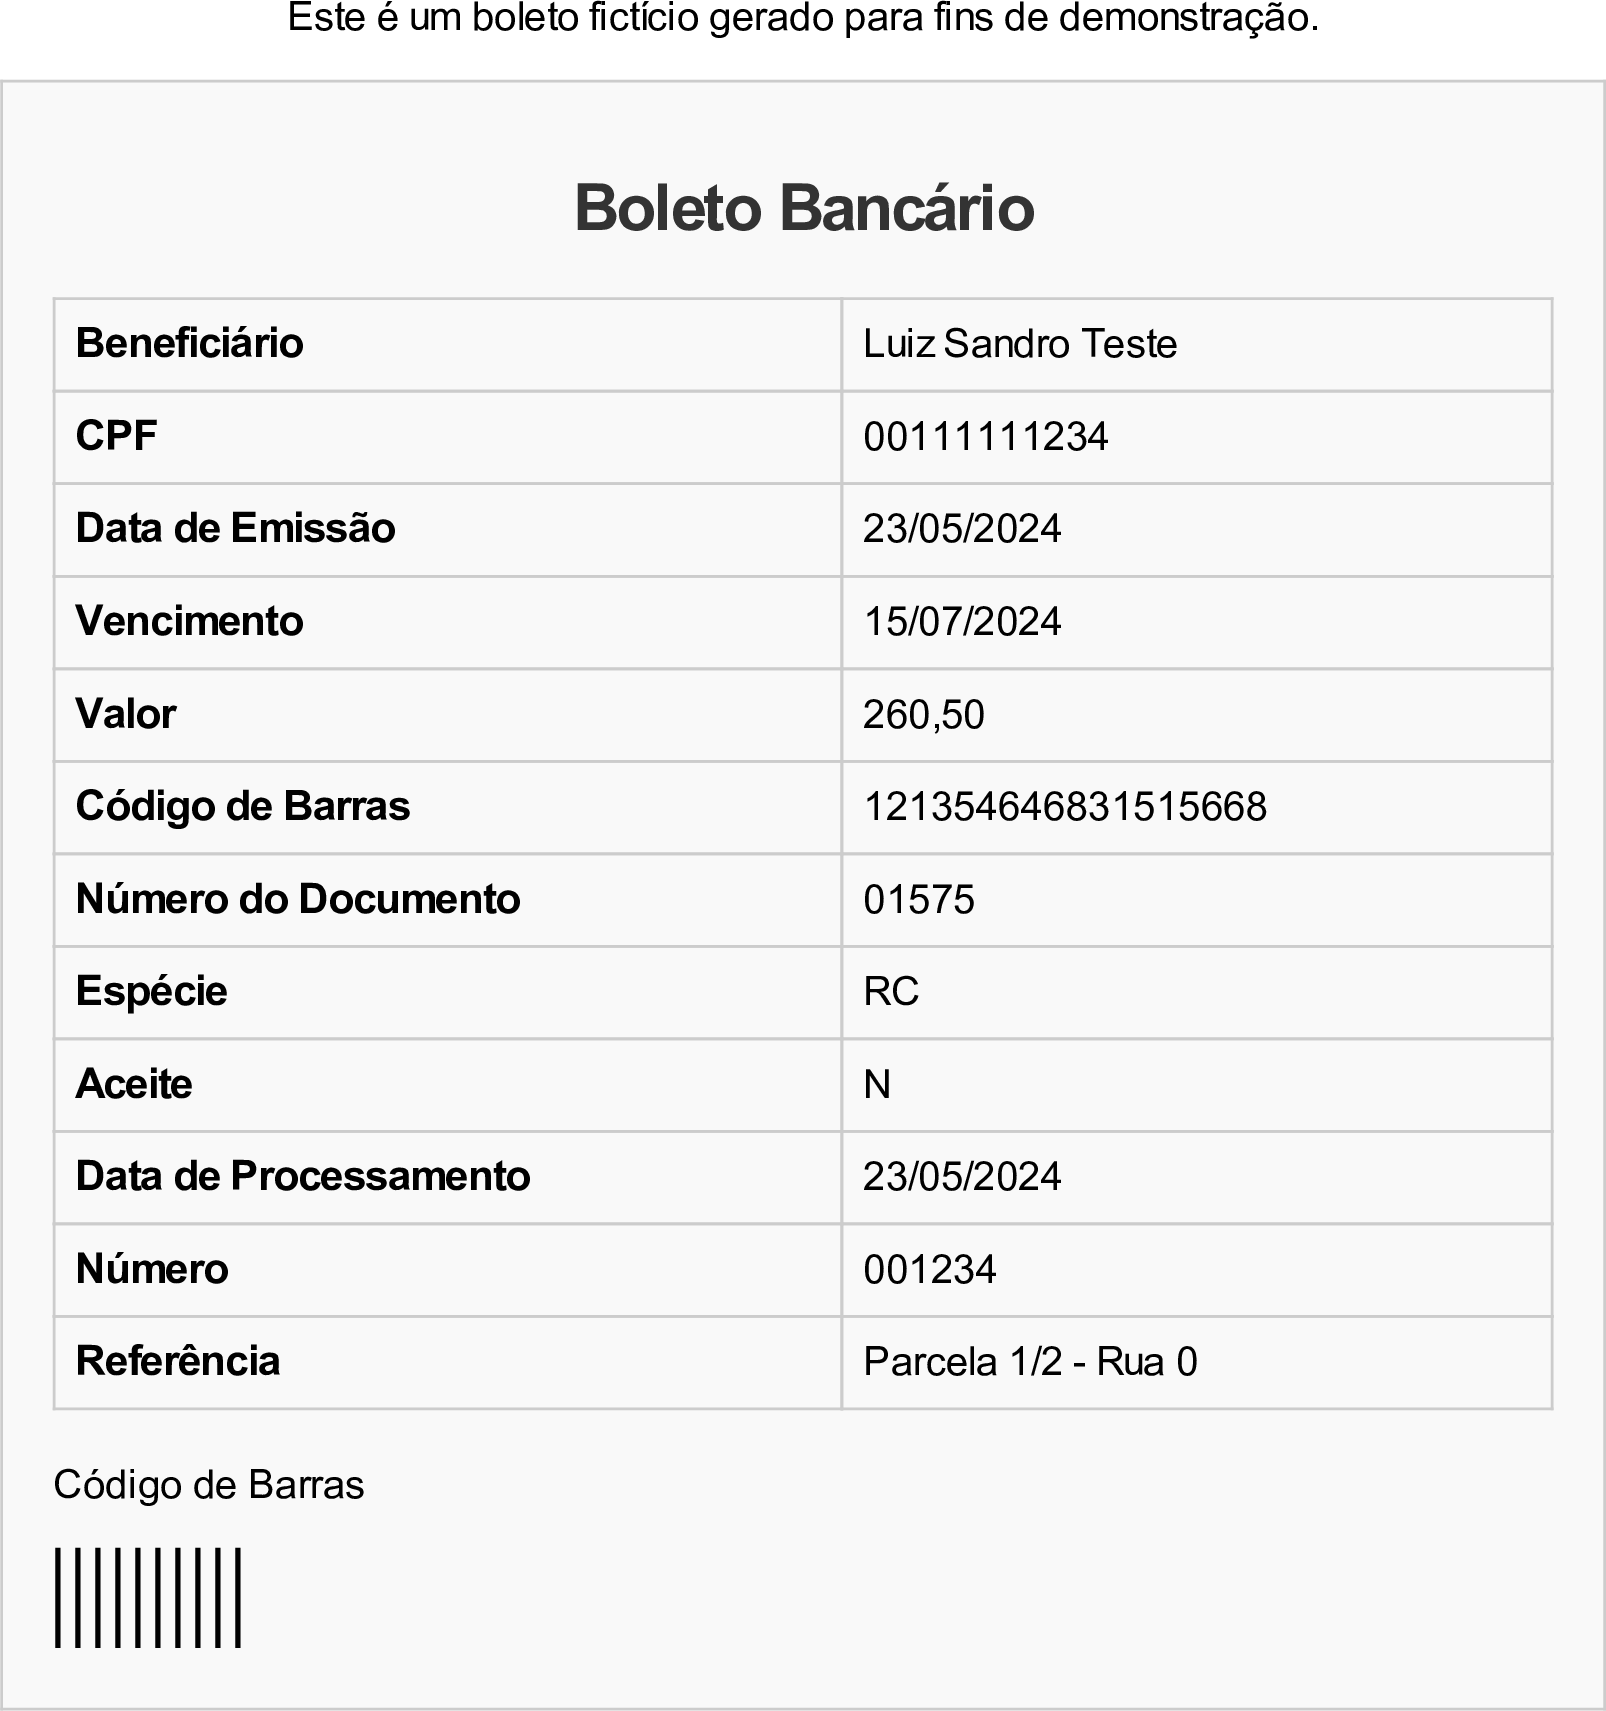 Este é um boleto fictício gerado para fins de demonstração.
Boleto Bancário
Beneficiário Luiz Sandro Teste
CPF 00111111234
Data de Emissão 23/05/2024
Vencimento 15/07/2024
Valor 260,50
Código de Barras 121354646831515668
Número do Documento 01575
Espécie RC
Aceite N
Data de Processamento 23/05/2024
Número 001234
Referência Parcela 1/2 - Rua 0
Código de Barras